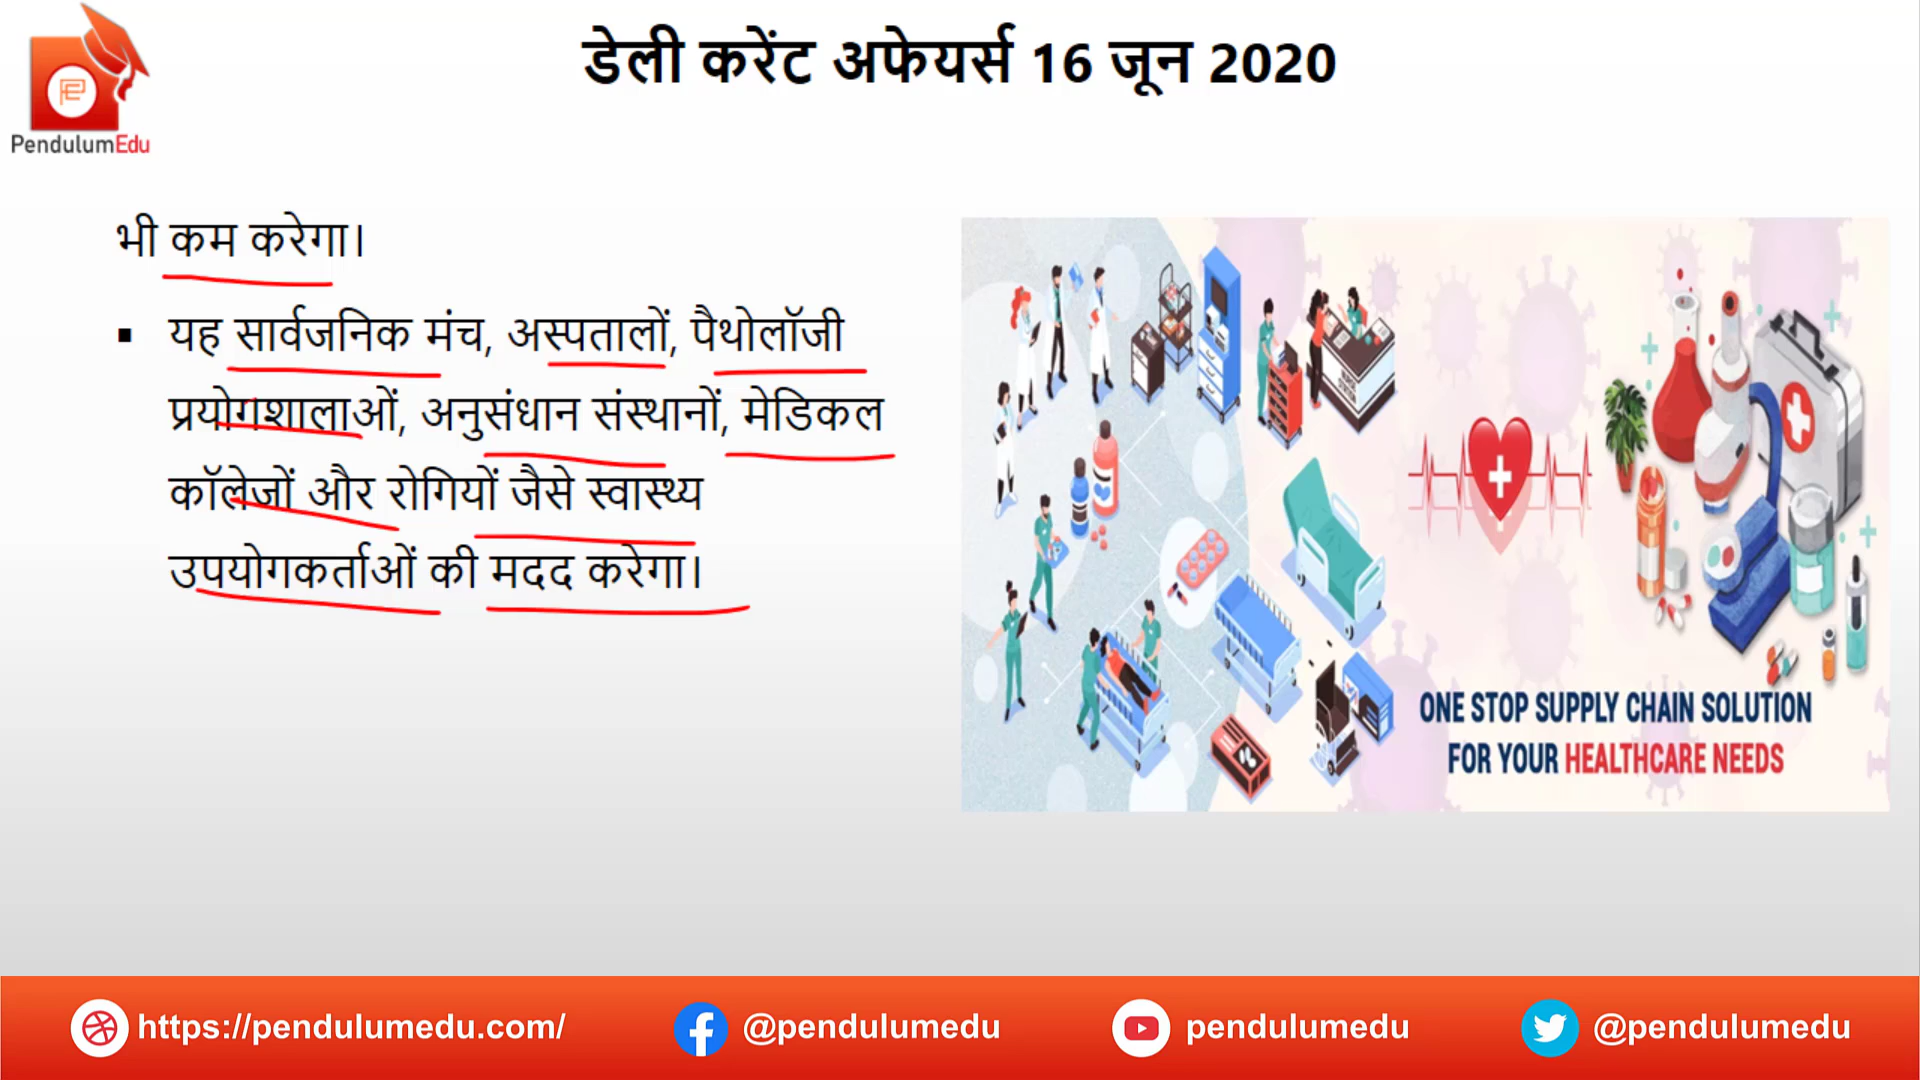 डेली करेंट अफेयर्स 16 जून 2020
PendulumEdu
भी कम करेगा।
▪ यह सार्वजनिक मंच, अस्पतालों, पैथोलॉजी
प्रयोगशालाओं, अनुसंधान संस्थानों, मेडिकल
कॉलेजों और रोगियों जैसे स्वास्थ्य
उपयोगकर्ताओं की मदद करेगा।
ONE STOP SUPPLY CHAIN SOLUTION
FOR YOUR HEALTHCARE NEEDS
https://pendulumedu.com/
@pendulumedu
pendulumedu
@pendulumedu